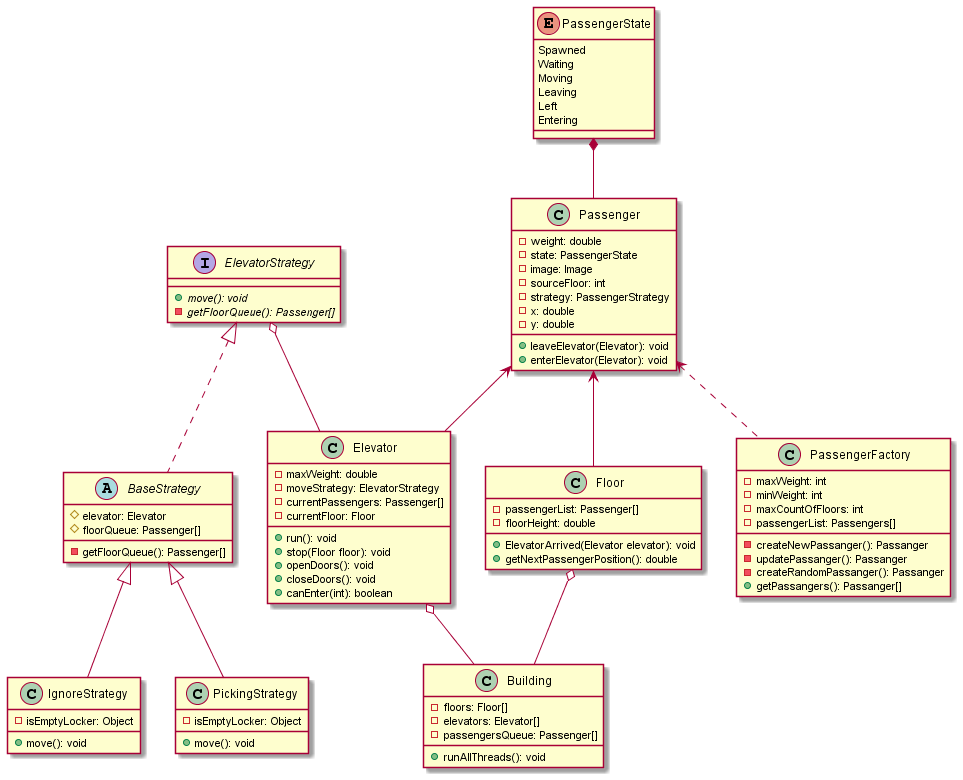 E PassengerState
Spawned
Waiting
Moving
Leaving
Left
Entering
C Passenger
weight: double
state: PassengerState
image: Image
sourceFloor: int
strategy: PassengerStrategy
x: double
y: double
leaveElevator(Elevator): void
enterElevator(Elevator): void
I ElevatorStrategy
move(): void
getFloorQueue(): Passenger[]
C Elevator
maxWeight: double
moveStrategy: ElevatorStrategy
currentPassengers: Passenger[]
currentFloor: Floor
run(): void
stop(Floor floor): void
openDoors(): void
closeDoors(): void
canEnter(int): boolean
C Floor
passengerList: Passenger[]
floorHeight: double
ElevatorArrived(Elevator elevator): void
getNextPassengerPosition(): double
C PassengerFactory
maxWeight: int
minWeight: int
maxCountOfFloors: int
passengerList: Passengers[]
createNewPassanger(): Passanger
updatePassanger(): Passanger
createRandomPassanger(): Passanger
getPassangers(): Passanger[]
A BaseStrategy
elevator: Elevator
floorQueue: Passenger[]
getFloorQueue(): Passenger[]
C IgnoreStrategy
isEmptyLocker: Object
move(): void
C PickingStrategy
isEmptyLocker: Object
move(): void
C Building
floors: Floor[]
elevators: Elevator[]
passengersQueue: Passenger[]
runAllThreads(): void